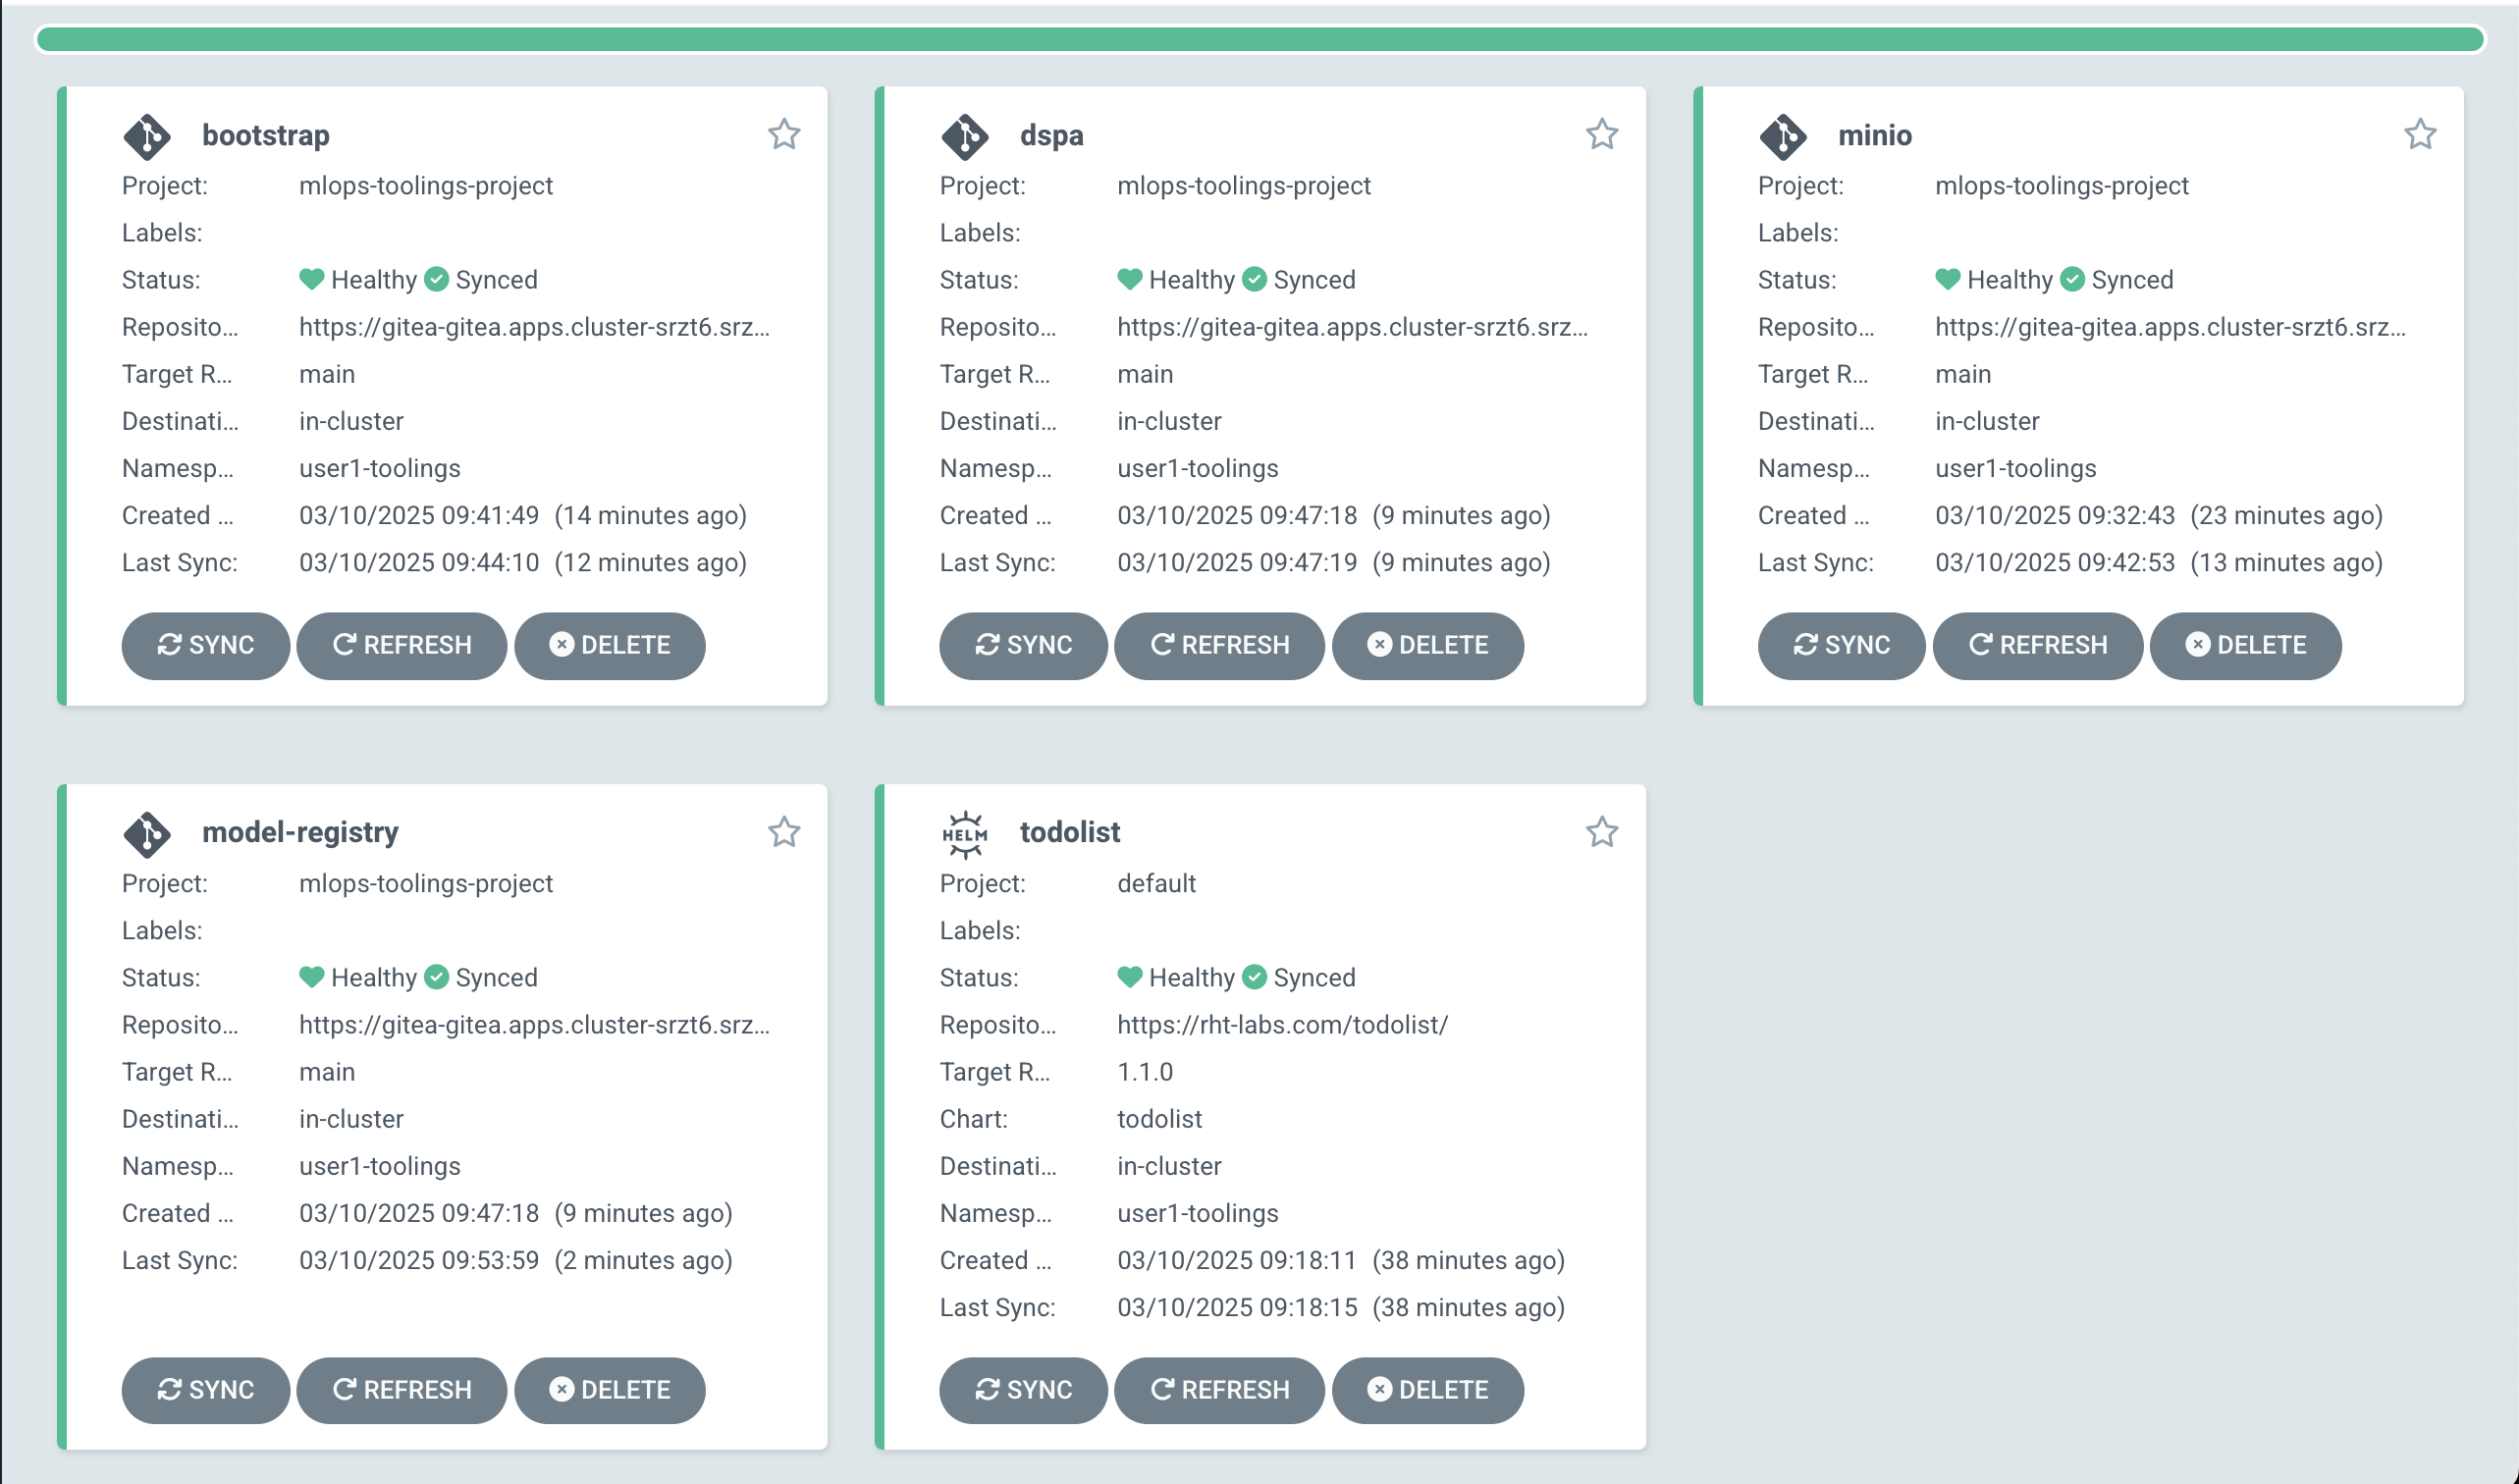 bootstrap
Project: mlops-toolings-project
Labels:
Status: Healthy Synced
Reposito... https://gitea-gitea.apps.cluster-srzt6.srz...
Target R... main
Destinati... in-cluster
Namesp... user1-toolings
Created ... 03/10/2025 09:41:49 (14 minutes ago)
Last Sync: 03/10/2025 09:44:10 (12 minutes ago)
SYNC REFRESH DELETE
dspa
Project: mlops-toolings-project
Labels:
Status: Healthy Synced
Reposito... https://gitea-gitea.apps.cluster-srzt6.srz...
Target R... main
Destinati... in-cluster
Namesp... user1-toolings
Created ... 03/10/2025 09:47:18 (9 minutes ago)
Last Sync: 03/10/2025 09:47:19 (9 minutes ago)
SYNC REFRESH DELETE
minio
Project: mlops-toolings-project
Labels:
Status: Healthy Synced
Reposito... https://gitea-gitea.apps.cluster-srzt6.srz...
Target R... main
Destinati... in-cluster
Namesp... user1-toolings
Created ... 03/10/2025 09:32:43 (23 minutes ago)
Last Sync: 03/10/2025 09:42:53 (13 minutes ago)
SYNC REFRESH DELETE
model-registry
Project: mlops-toolings-project
Labels:
Status: Healthy Synced
Reposito... https://gitea-gitea.apps.cluster-srzt6.srz...
Target R... main
Destinati... in-cluster
Namesp... user1-toolings
Created ... 03/10/2025 09:47:18 (9 minutes ago)
Last Sync: 03/10/2025 09:53:59 (2 minutes ago)
SYNC REFRESH DELETE
HELM todolist
Project: default
Labels:
Status: Healthy Synced
Reposito... https://rht-labs.com/todolist/
Target R... 1.1.0
Chart: todolist
Destinati... in-cluster
Namesp... user1-toolings
Created ... 03/10/2025 09:18:11 (38 minutes ago)
Last Sync: 03/10/2025 09:18:15 (38 minutes ago)
SYNC REFRESH DELETE